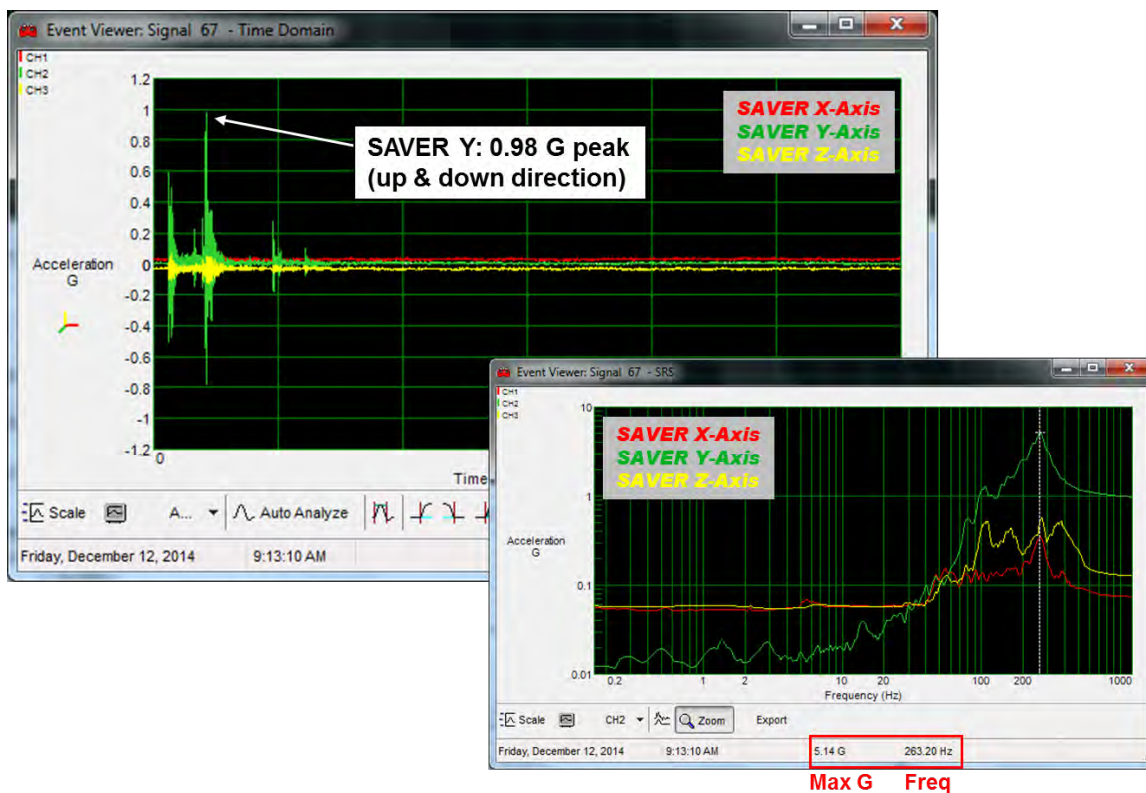 Event Viewer: Signal 67 - Time Domain
CH1
CH2
CH3
1.2
1
0.8
0.6
0.4
0.2
0
-0.2
-0.4
-0.6
-0.8
-1
-1.2
Acceleration
G
SAVER X-Axis
SAVER Y-Axis
SAVER Z-Axis
SAVER Y: 0.98 G peak
(up & down direction)
0
Time
Scale A... Auto Analyze
Friday, December 12, 2014 9:13:10 AM
Event Viewer: Signal 67 - SRS
CH1
CH2
CH3
10
1
0.1
0.01
Acceleration
G
SAVER X-Axis
SAVER Y-Axis
SAVER Z-Axis
0.2 1 2 10 20 100 200 1000
Frequency (Hz)
Scale CH2 Zoom Export
Friday, December 12, 2014 9:13:10 AM 5.14 G 263.20 Hz
Max G Freq